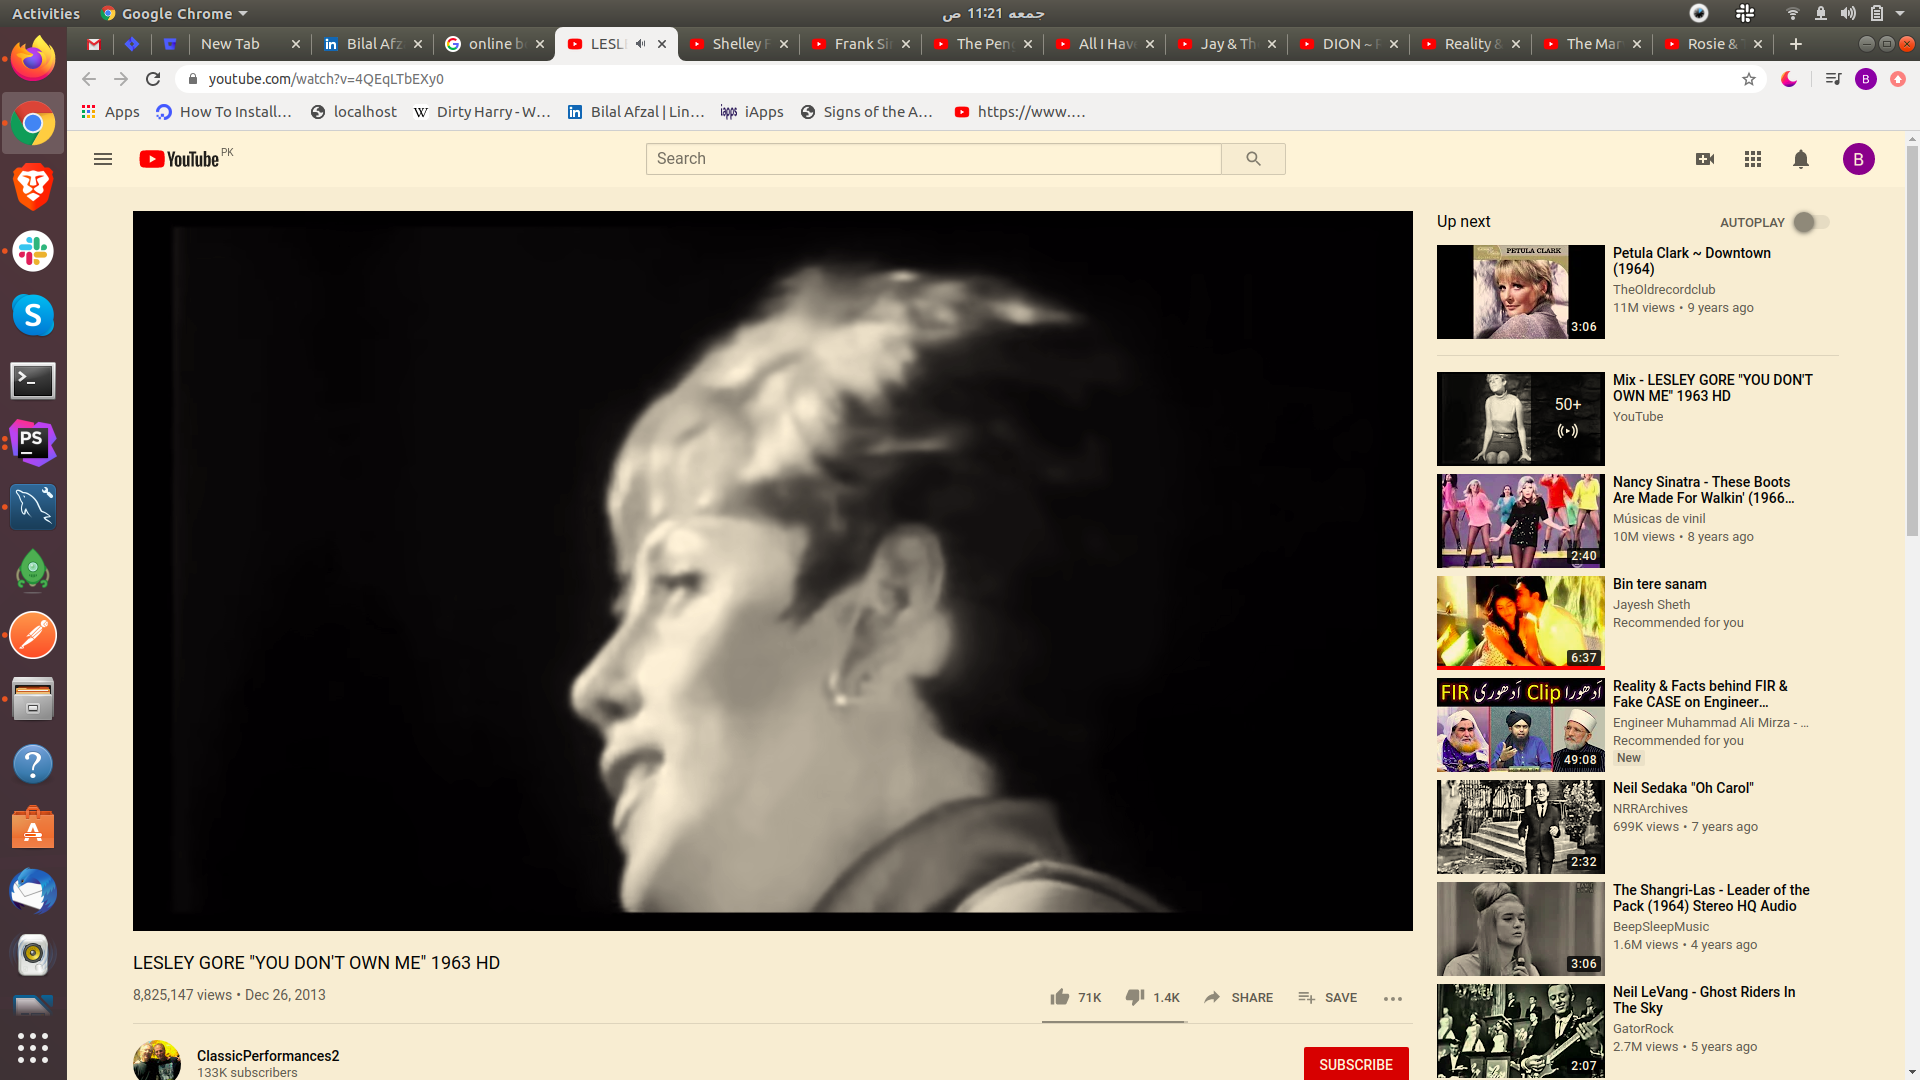 Activities
Google Chrome
جمعه 11:21 ص
New Tab
Bilal Afz
online b
LESL
Shelley F
Frank Si
The Pen
All I Hav
Jay & Th
DION ~
Reality &
The Mar
Rosie &
youtube.com/watch?v=4QEqLTbEXy0
B
Apps
How To Install...
localhost
W Dirty Harry - W...
in Bilal Afzal | Lin...
iApps
Signs of the A...
https://www....
YouTube PK
Search
B
Up next
AUTOPLAY
PETULA CLARK
3:06
Petula Clark ~ Downtown
(1964)
TheOldrecordclub
11M views • 9 years ago
50+
Mix - LESLEY GORE "YOU DON'T
OWN ME" 1963 HD
YouTube
2:40
Nancy Sinatra - These Boots
Are Made For Walkin' (1966...
Músicas de vinil
10M views • 8 years ago
6:37
Bin tere sanam
Jayesh Sheth
Recommended for you
FIR اَدھوری Clip اَدھورا
49:08
Reality & Facts behind FIR &
Fake CASE on Engineer...
Engineer Muhammad Ali Mirza - ...
Recommended for you
New
2:32
Neil Sedaka "Oh Carol"
NRRArchives
699K views • 7 years ago
3:06
The Shangri-Las - Leader of the
Pack (1964) Stereo HQ Audio
BeepSleepMusic
1.6M views • 4 years ago
2:07
Neil LeVang - Ghost Riders In
The Sky
GatorRock
2.7M views • 5 years ago
LESLEY GORE "YOU DON'T OWN ME" 1963 HD
8,825,147 views • Dec 26, 2013
71K
1.4K
SHARE
SAVE
ClassicPerformances2
133K subscribers
SUBSCRIBE
S
PS
A